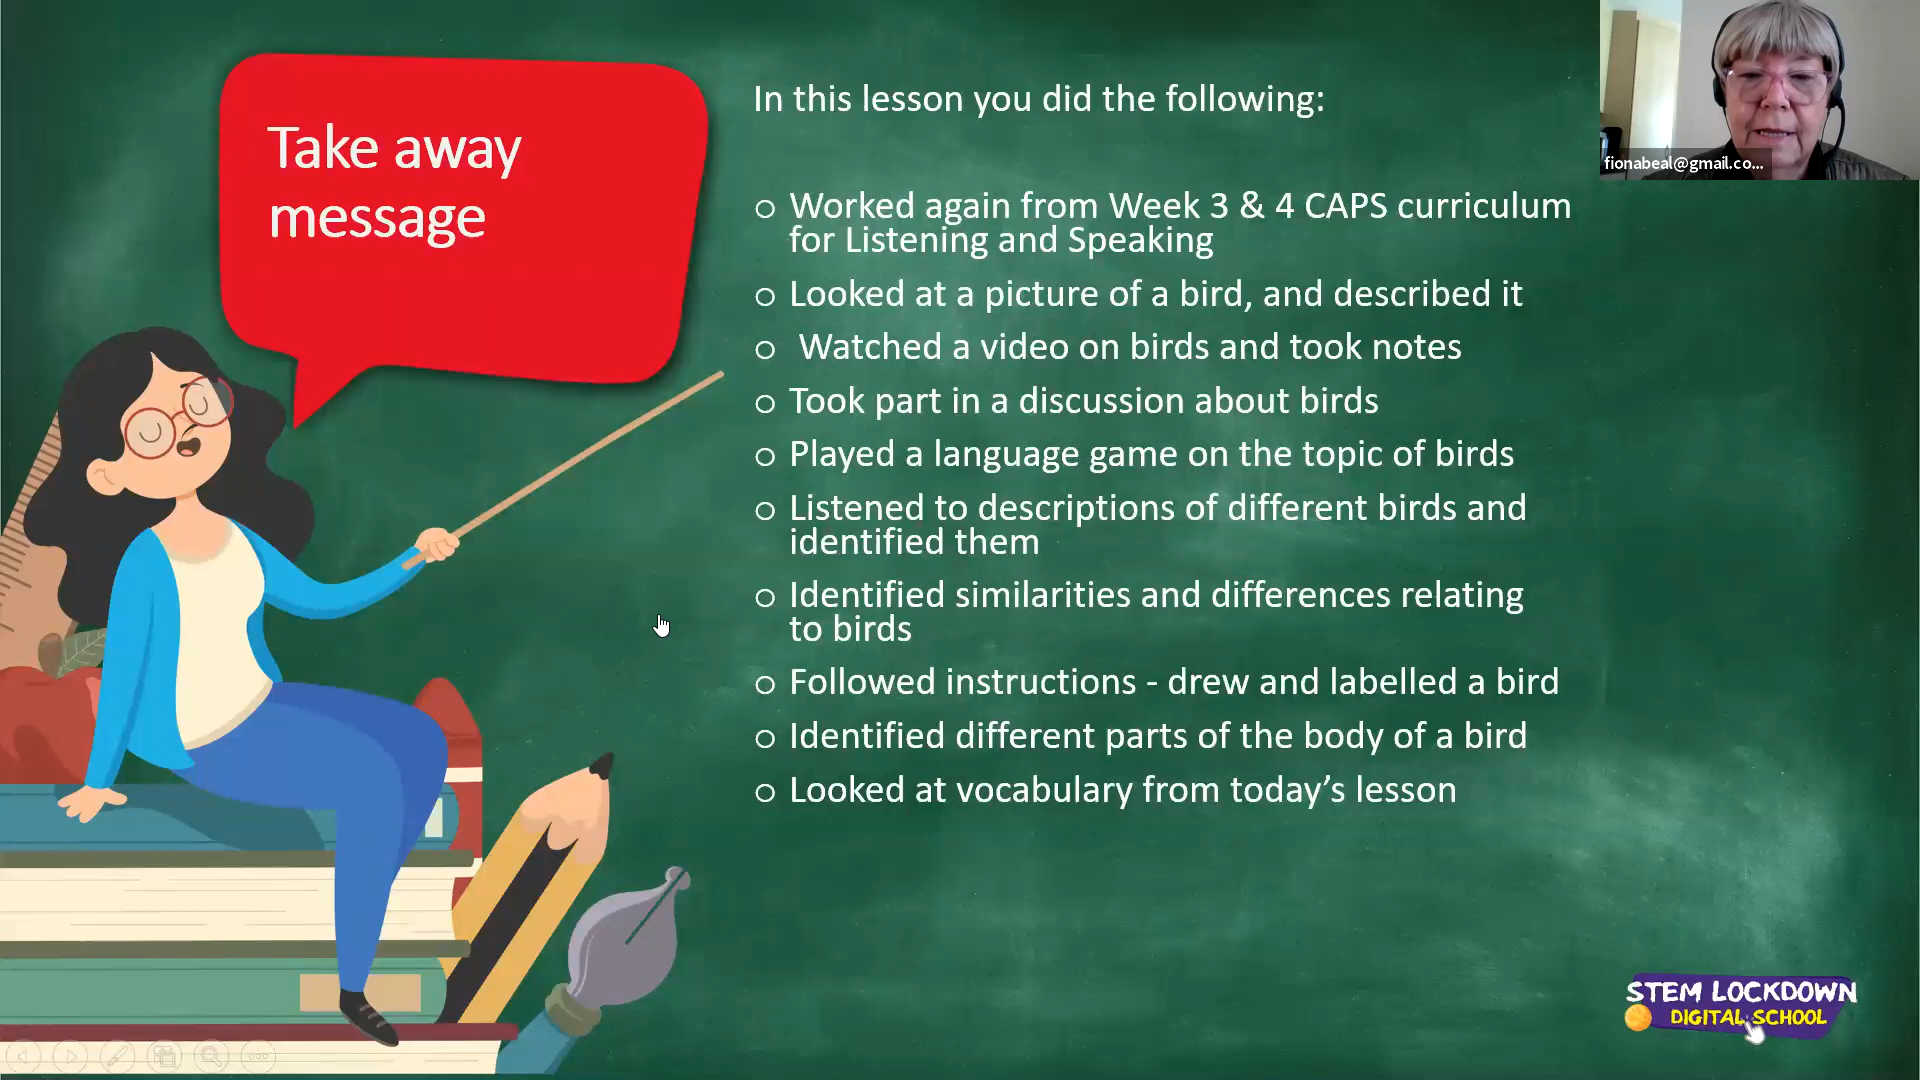 Take away
message
In this lesson you did the following:
Worked again from Week 3 & 4 CAPS curriculum
for Listening and Speaking
Looked at a picture of a bird, and described it
Watched a video on birds and took notes
Took part in a discussion about birds
Played a language game on the topic of birds
Listened to descriptions of different birds and
identified them
Identified similarities and differences relating
to birds
Followed instructions - drew and labelled a bird
Identified different parts of the body of a bird
Looked at vocabulary from today’s lesson
fionabeal@gmail.co...
STEM LOCKDOWN
DIGITAL SCHOOL